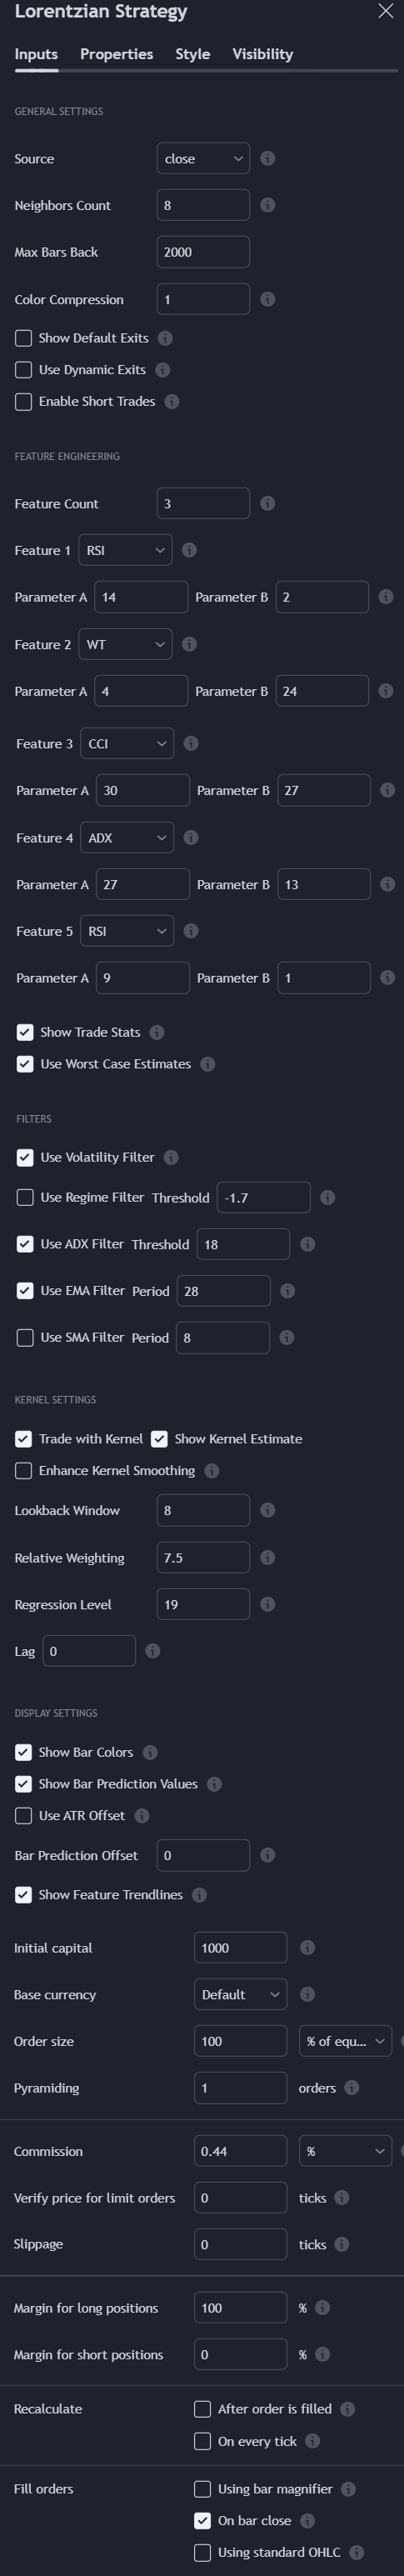 Lorentzian Strategy
Inputs Properties Style Visibility
GENERAL SETTINGS
Source close
Neighbors Count 8
Max Bars Back 2000
Color Compression 1
Show Default Exits
Use Dynamic Exits
Enable Short Trades
FEATURE ENGINEERING
Feature Count 3
Feature 1 RSI
Parameter A 14 Parameter B 2
Feature 2 WT
Parameter A 4 Parameter B 24
Feature 3 CCI
Parameter A 30 Parameter B 27
Feature 4 ADX
Parameter A 27 Parameter B 13
Feature 5 RSI
Parameter A 9 Parameter B 1
Show Trade Stats
Use Worst Case Estimates
FILTERS
Use Volatility Filter
Use Regime Filter Threshold -1.7
Use ADX Filter Threshold 18
Use EMA Filter Period 28
Use SMA Filter Period 8
KERNEL SETTINGS
Trade with Kernel Show Kernel Estimate
Enhance Kernel Smoothing
Lookback Window 8
Relative Weighting 7.5
Regression Level 19
Lag 0
DISPLAY SETTINGS
Show Bar Colors
Show Bar Prediction Values
Use ATR Offset
Bar Prediction Offset 0
Show Feature Trendlines
Initial capital 1000
Base currency Default
Order size 100 % of equ...
Pyramiding 1 orders
Commission 0.44 %
Verify price for limit orders 0 ticks
Slippage 0 ticks
Margin for long positions 100 %
Margin for short positions 0 %
Recalculate After order is filled
On every tick
Fill orders Using bar magnifier
On bar close
Using standard OHLC